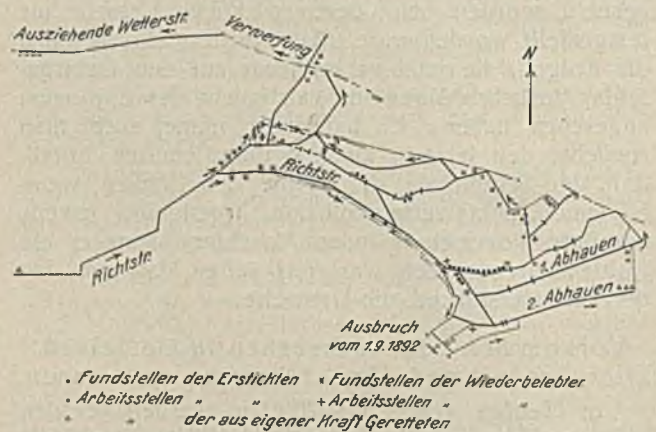 Ausziehende Wetterstr.
Verwerfung
N
Richtstr.
Richtstr.
1. Abhauen
2. Abhauen
Ausbruch
vom 1.9.1892
. Fundstellen der Erstickten × Fundstellen der Wiederbelebter
∘ Arbeitsstellen „ „ + Arbeitsstellen „ „
„ der aus eigener Kraft Geretteten